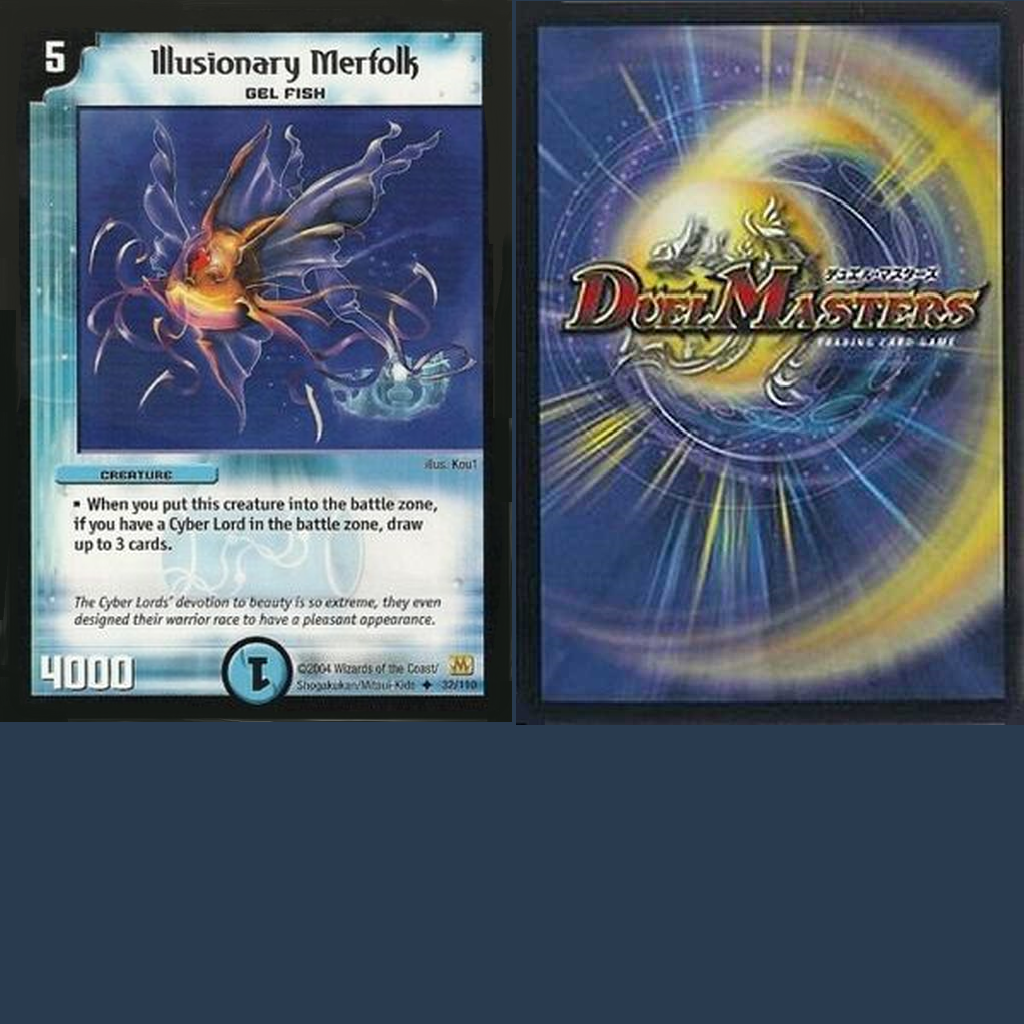 5
Illusionary Merfolk
GEL FISH
illus. Kou1
CREATURE
▪ When you put this creature into the battle zone,
if you have a Cyber Lord in the battle zone, draw
up to 3 cards.
The Cyber Lords' devotion to beauty is so extreme, they even
designed their warrior race to have a pleasant appearance.
4000
1
©2004 Wizards of the Coast/
Shogakukan/Mitsui-Kids ✦ 32/110
M
デュエル・マスターズ
DUEL MASTERS
TRADING CARD GAME